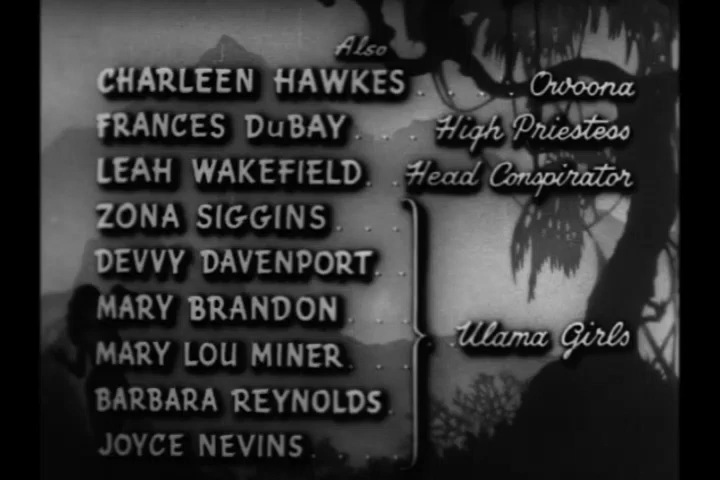 Also
CHARLEEN HAWKES . . . . Owoona
FRANCES DuBAY . . . High Priestess
LEAH WAKEFIELD . . Head Conspirator
ZONA SIGGINS . . .
DEVVY DAVENPORT . .
MARY BRANDON . . .
MARY LOU MINER . . . . Ulama Girls
BARBARA REYNOLDS .
JOYCE NEVINS . . . .